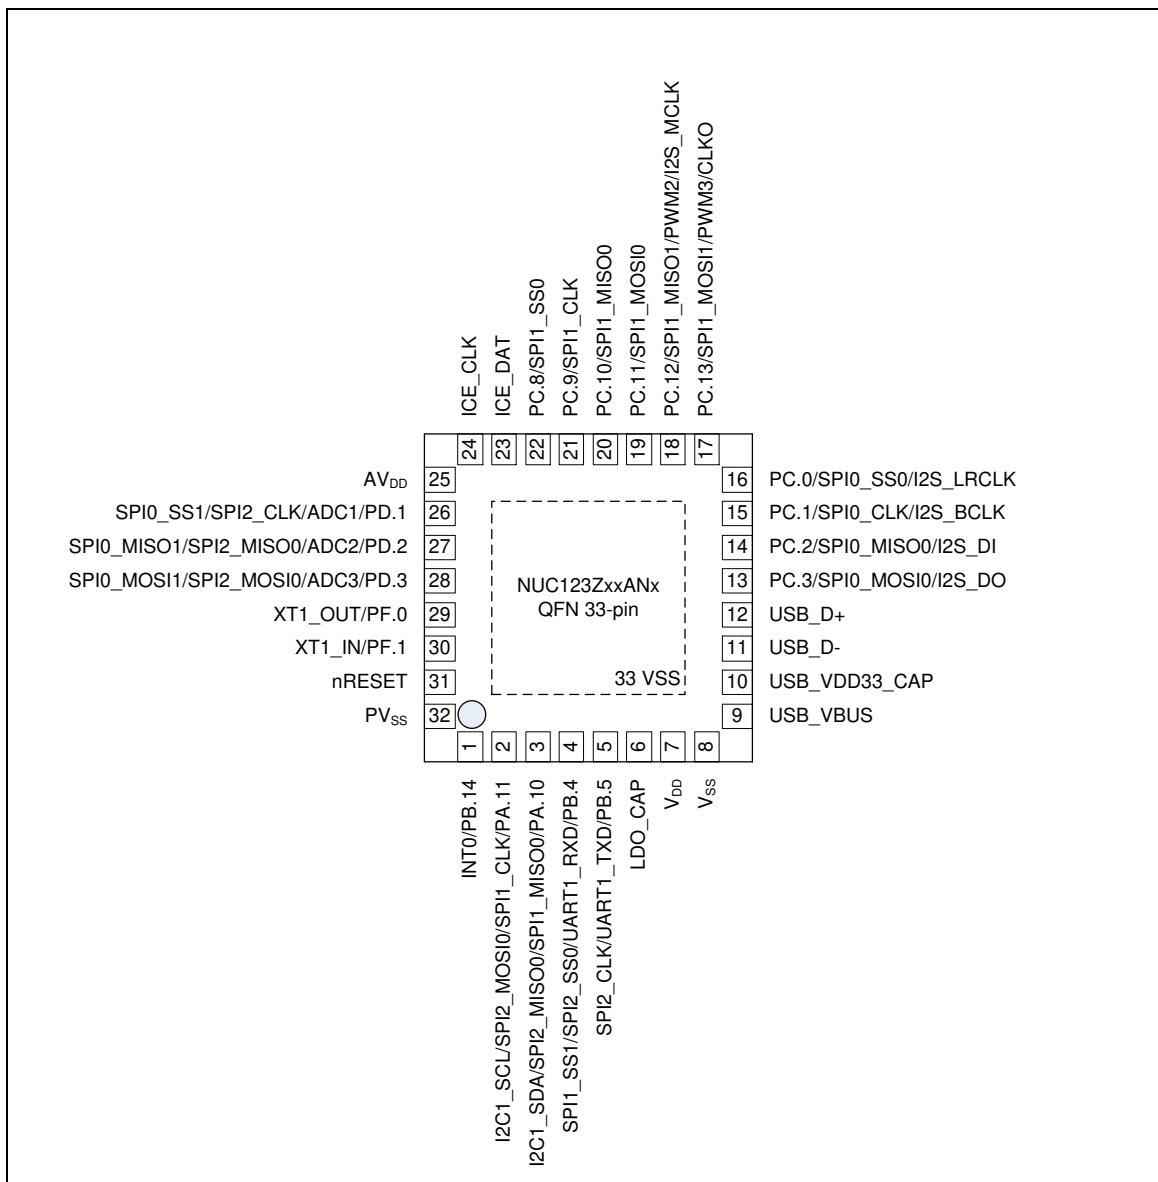 PC.13/SPI1_MOSI1/PWM3/CLKO
PC.12/SPI1_MISO1/PWM2/I2S_MCLK
PC.11/SPI1_MOSI0
PC.10/SPI1_MISO0
PC.9/SPI1_CLK
PC.8/SPI1_SS0
ICE_DAT
ICE_CLK
24
23
22
21
20
19
18
17
AVDD 25
SPI0_SS1/SPI2_CLK/ADC1/PD.1 26
SPI0_MISO1/SPI2_MISO0/ADC2/PD.2 27
SPI0_MOSI1/SPI2_MOSI0/ADC3/PD.3 28
XT1_OUT/PF.0 29
XT1_IN/PF.1 30
nRESET 31
PVSS 32
NUC123ZxxANx
QFN 33-pin
33 VSS
16 PC.0/SPI0_SS0/I2S_LRCLK
15 PC.1/SPI0_CLK/I2S_BCLK
14 PC.2/SPI0_MISO0/I2S_DI
13 PC.3/SPI0_MOSI0/I2S_DO
12 USB_D+
11 USB_D-
10 USB_VDD33_CAP
9 USB_VBUS
1
2
3
4
5
6
7
8
INT0/PB.14
I2C1_SCL/SPI2_MOSI0/SPI1_CLK/PA.11
I2C1_SDA/SPI2_MISO0/SPI1_MISO0/PA.10
SPI1_SS1/SPI2_SS0/UART1_RXD/PB.4
SPI2_CLK/UART1_TXD/PB.5
LDO_CAP
VDD
VSS